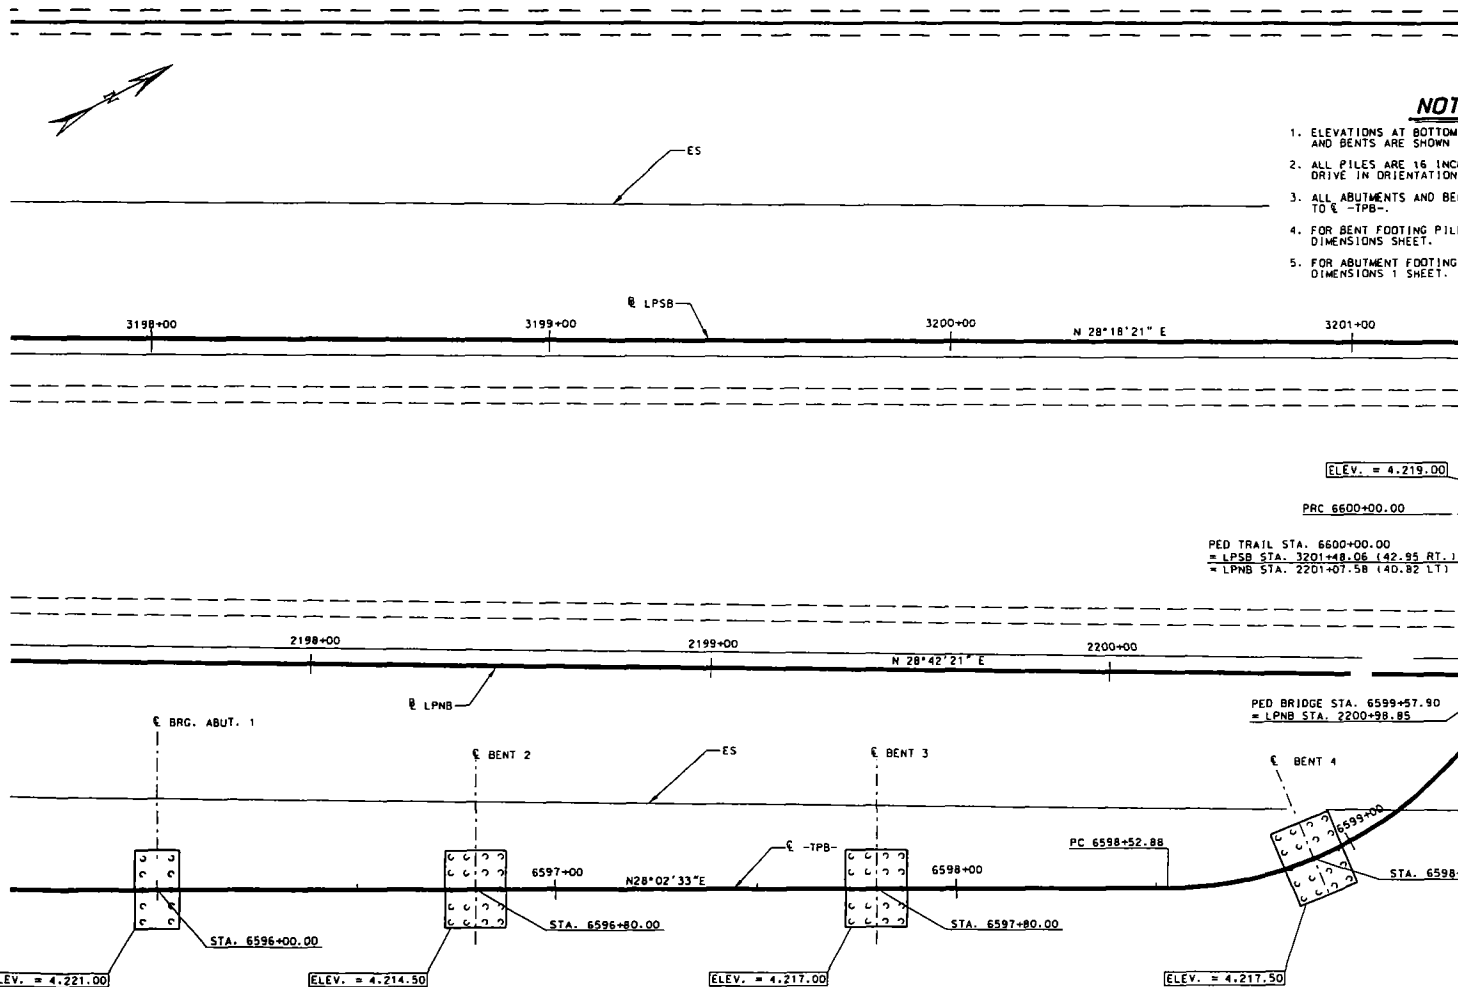 N
NOT
1. ELEVATIONS AT BOTTOM
AND BENTS ARE SHOWN
2. ALL PILES ARE 16 INC
DRIVE IN ORIENTATION
3. ALL ABUTMENTS AND BE
TO ℄ -TPB-.
4. FOR BENT FOOTING PIL
DIMENSIONS SHEET.
5. FOR ABUTMENT FOOTING
DIMENSIONS 1 SHEET.
ES
LPSB
3198+00
3199+00
3200+00
N 28°18'21" E
3201+00
ELEV. = 4,219.00
PRC 6600+00.00
PED TRAIL STA. 6600+00.00
= LPSB STA. 3201+48.06 (42.95 RT.)
= LPNB STA. 2201+07.58 (40.82 LT)
2198+00
2199+00
N 28°42'21" E
2200+00
LPNB
PED BRIDGE STA. 6599+57.90
= LPNB STA. 2200+98.85
℄ BRG. ABUT. 1
℄ BENT 2
ES
℄ BENT 3
℄ BENT 4
6597+00
N28°02'33"E
℄ -TPB-
6598+00
PC 6598+52.88
6599+00
STA. 6596+00.00
STA. 6596+80.00
STA. 6597+80.00
STA. 6598+
LEV. = 4,221.00
ELEV. = 4,214.50
ELEV. = 4,217.00
ELEV. = 4,217.50